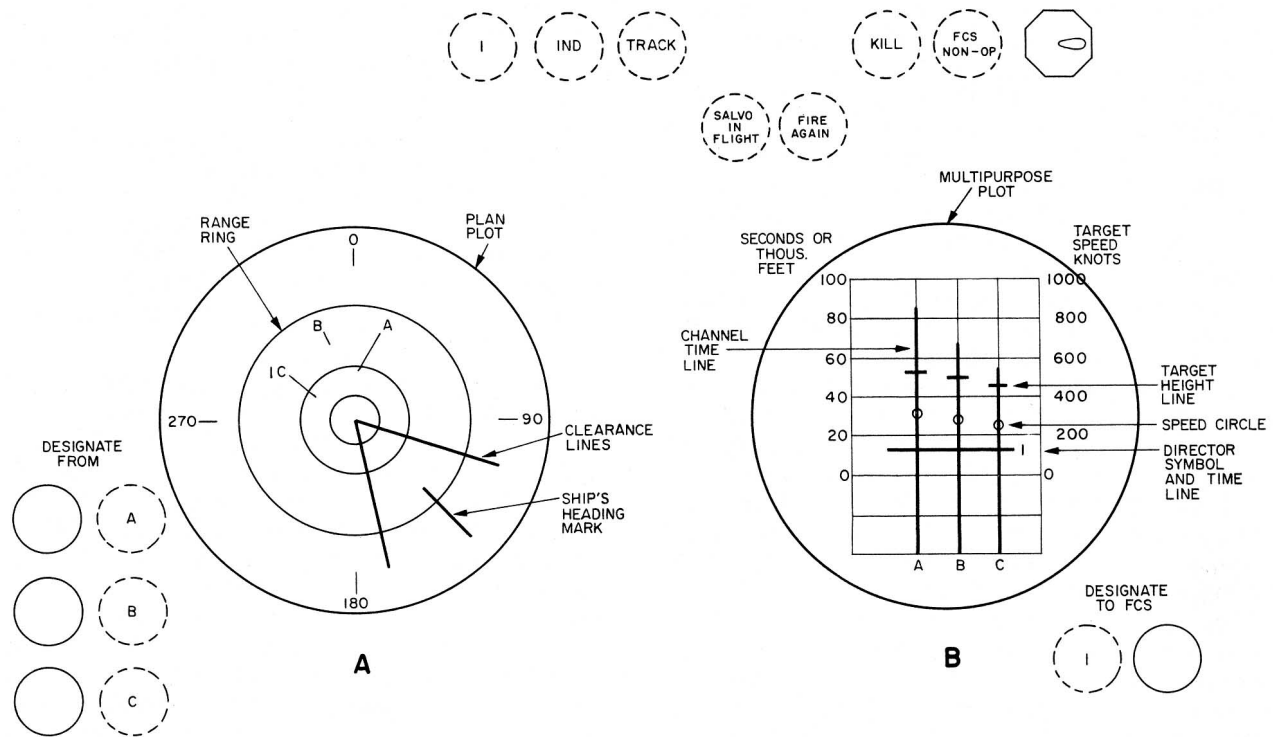 I
IND
TRACK
KILL
FCS
NON-OP
SALVO
IN
FLIGHT
FIRE
AGAIN
RANGE
RING
PLAN
PLOT
0
B
A
I C
270
90
180
CLEARANCE
LINES
SHIP'S
HEADING
MARK
DESIGNATE
FROM
A
B
C
A
MULTIPURPOSE
PLOT
SECONDS OR
THOUS.
FEET
TARGET
SPEED
KNOTS
100
80
60
40
20
0
1000
800
600
400
200
0
CHANNEL
TIME
LINE
TARGET
HEIGHT
LINE
SPEED CIRCLE
I
DIRECTOR
SYMBOL
AND TIME
LINE
A
B
C
B
DESIGNATE
TO FCS
I